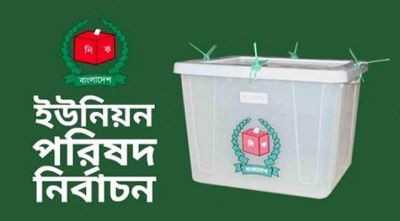 নি ক
বাংলাদেশ
ইউনিয়ন
পরিষদ
নির্বাচন
নি ক
বাংলাদেশ